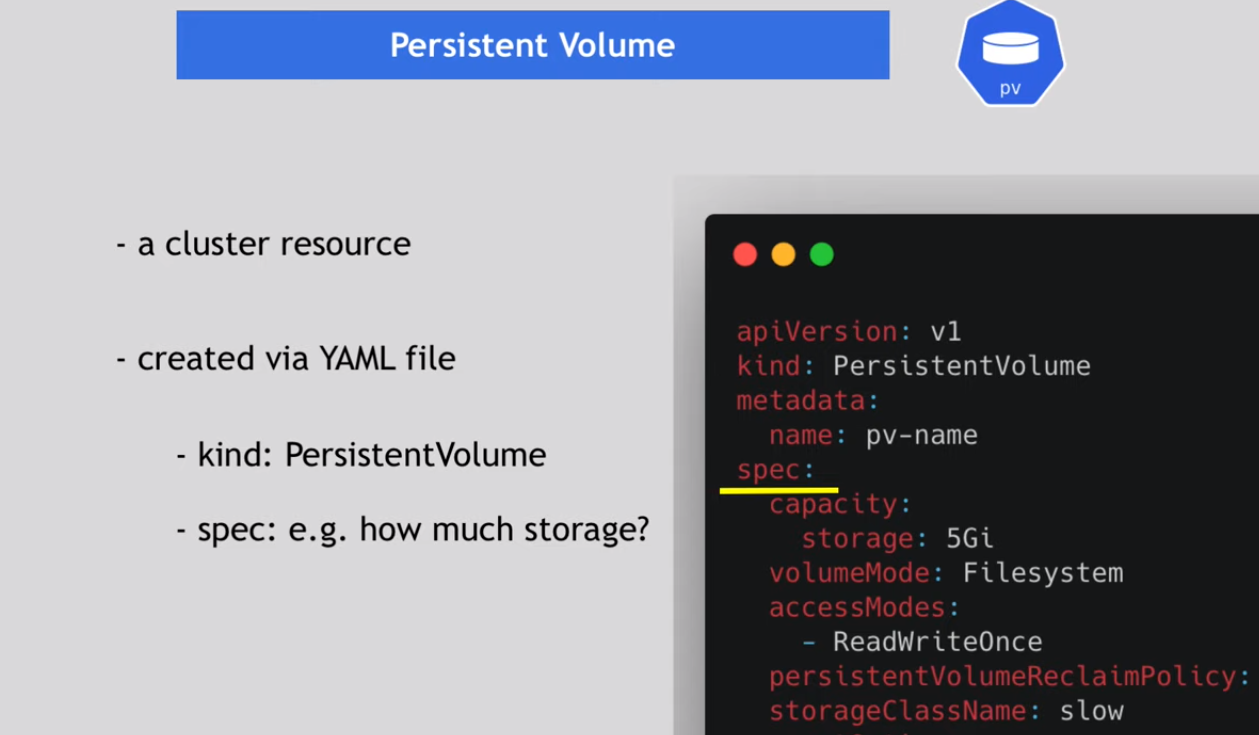 Persistent Volume
pv
- a cluster resource
- created via YAML file
- kind: PersistentVolume
- spec: e.g. how much storage?
apiVersion: v1
kind: PersistentVolume
metadata:
  name: pv-name
spec:
  capacity:
    storage: 5Gi
  volumeMode: Filesystem
  accessModes:
    - ReadWriteOnce
  persistentVolumeReclaimPolicy:
  storageClassName: slow